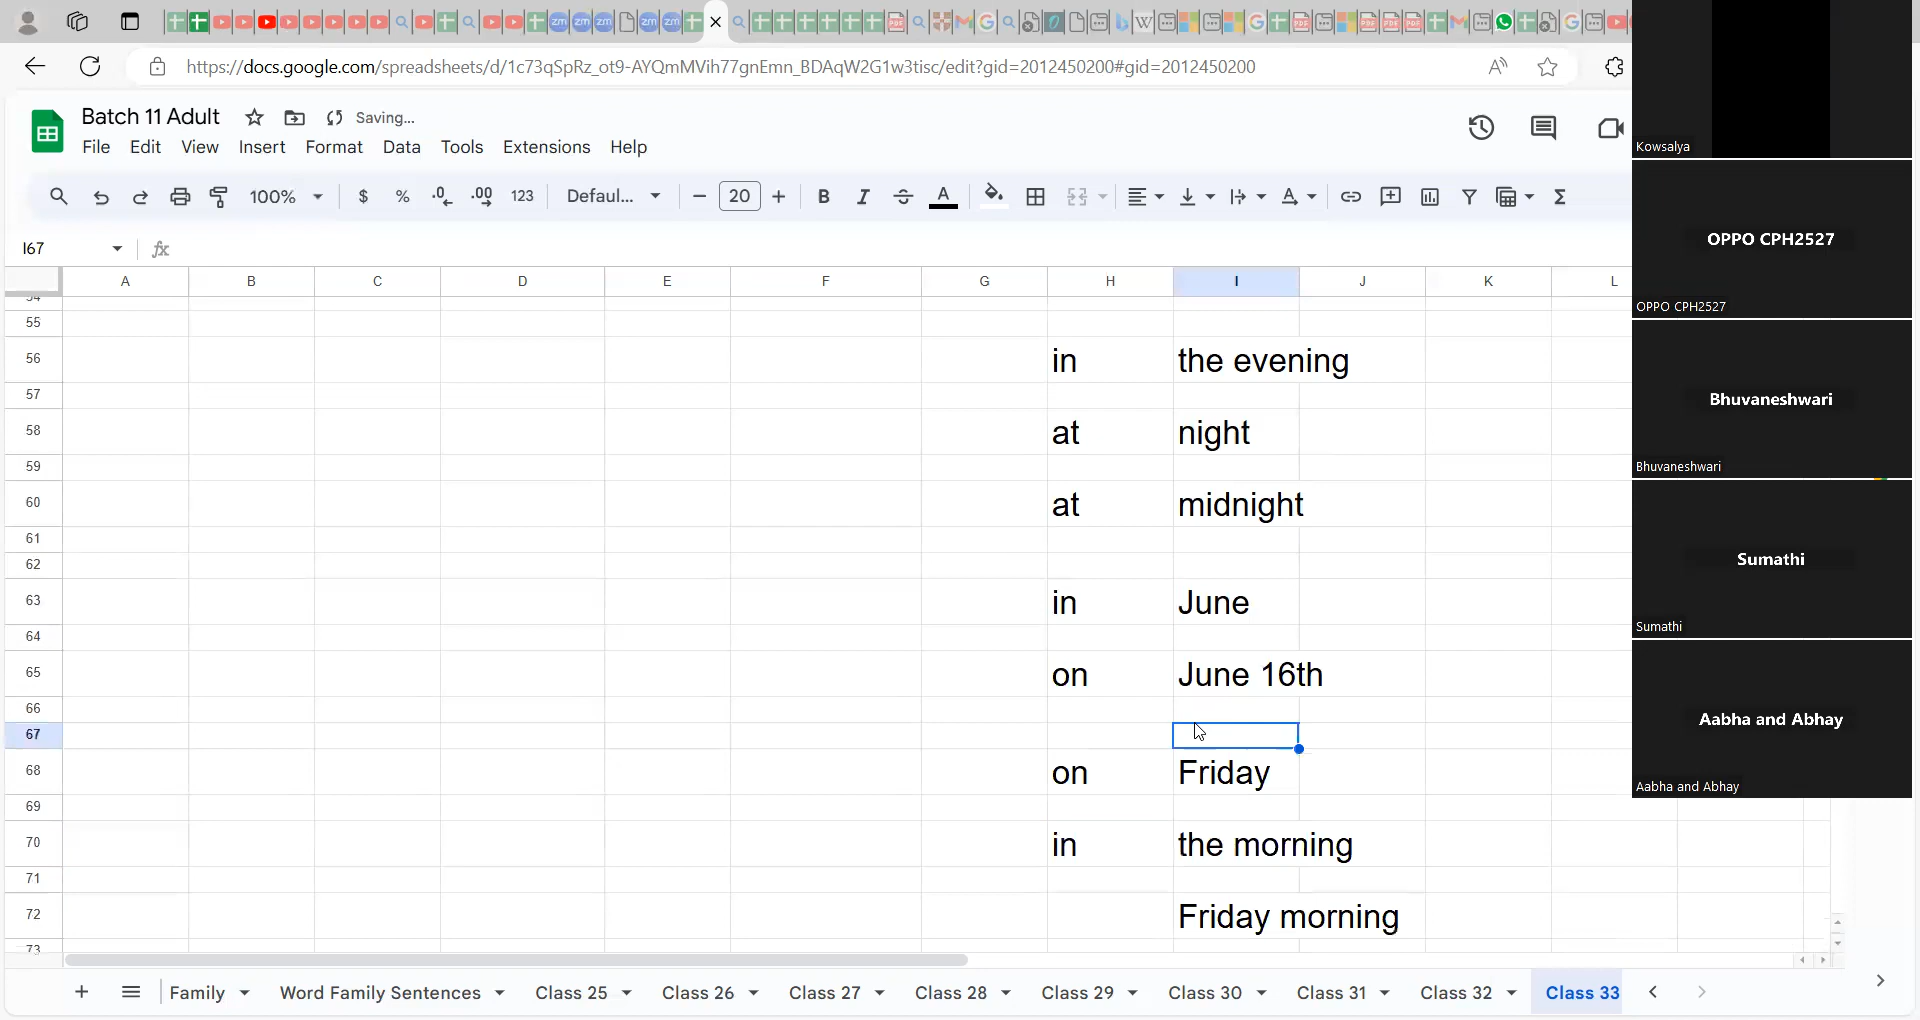 https://docs.google.com/spreadsheets/d/1c73qSpRz_ot9-AYQmMVih77gnEmn_BDAqW2G1w3tisc/edit?gid=2012450200#gid=2012450200
Batch 11 Adult Saving...
File Edit View Insert Format Data Tools Extensions Help
100% $ % .0 .00 123 Defaul... 20 B I S A
I67 fx
A B C D E F G H I J K L
54
55
56 in the evening
57
58 at night
59
60 at midnight
61
62
63 in June
64
65 on June 16th
66
67
68 on Friday
69
70 in the morning
71
72 Friday morning
73
Family Word Family Sentences Class 25 Class 26 Class 27 Class 28 Class 29 Class 30 Class 31 Class 32 Class 33
Kowsalya
OPPO CPH2527
OPPO CPH2527
Bhuvaneshwari
Bhuvaneshwari
Sumathi
Sumathi
Aabha and Abhay
Aabha and Abhay